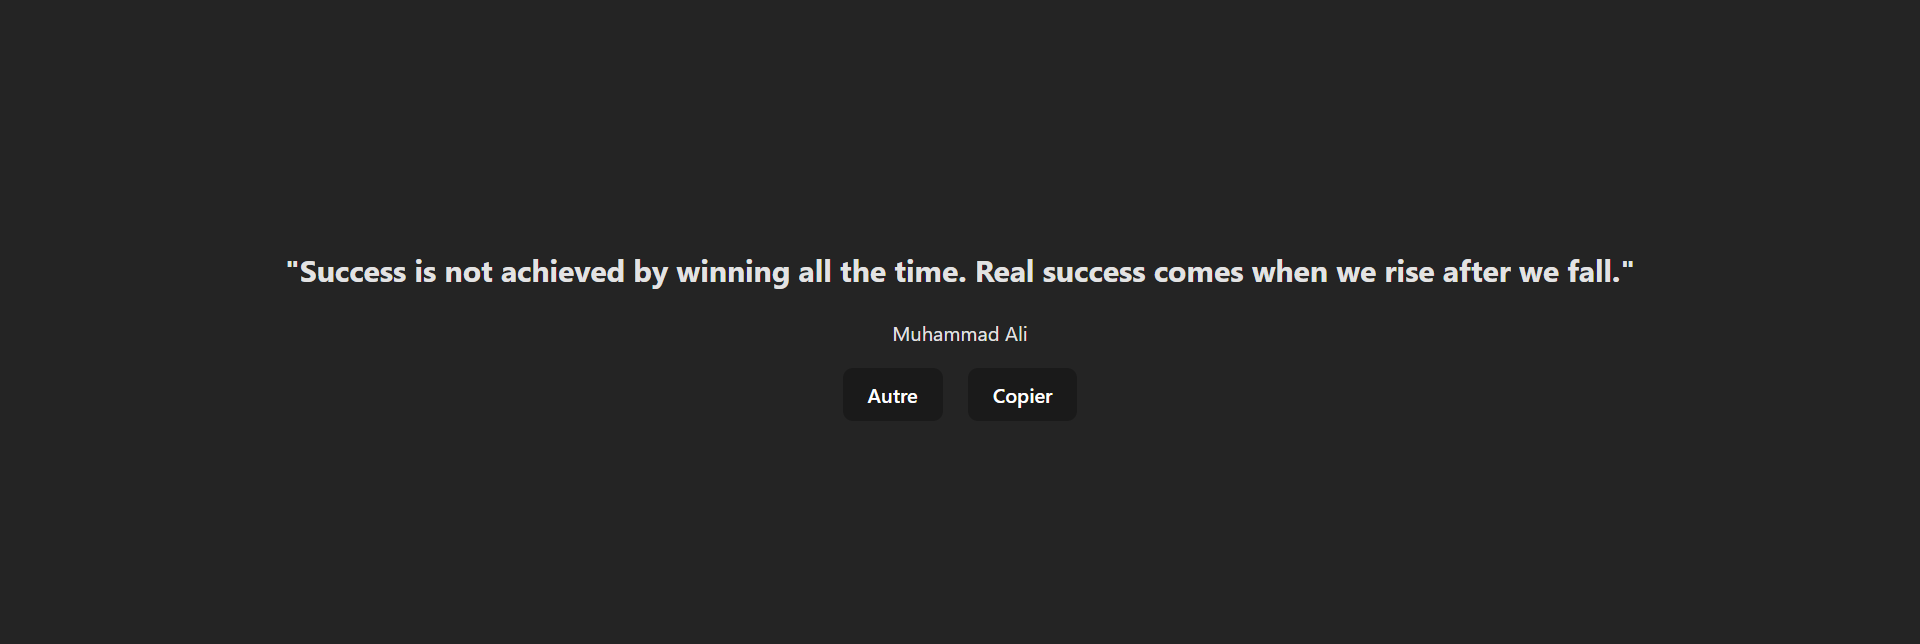 "Success is not achieved by winning all the time. Real success comes when we rise after we fall."
Muhammad Ali
Autre Copier